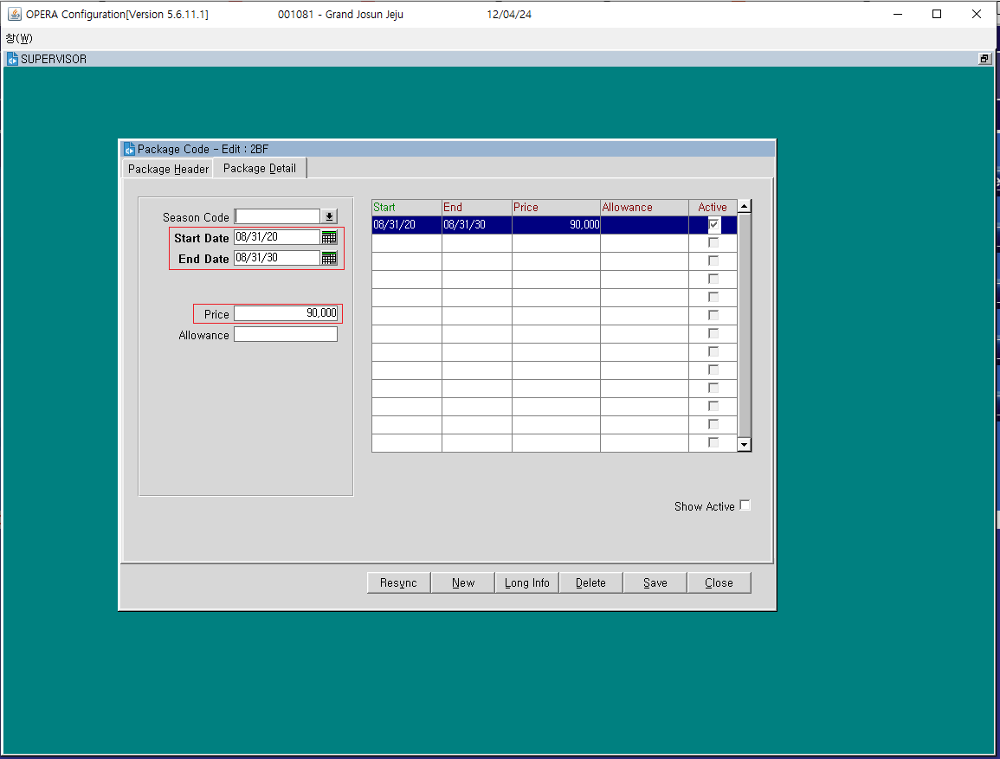 OPERA Configuration[Version 5.6.11.1] 001081 - Grand Josun Jeju 12/04/24
창(W)
SUPERVISOR
Package Code - Edit : 2BF
Package Header Package Detail
Season Code
Start Date 08/31/20
End Date 08/31/30
Price 90,000
Allowance
Start End Price Allowance Active
08/31/20 08/31/30 90,000
Show Active
Resync New Long Info Delete Save Close